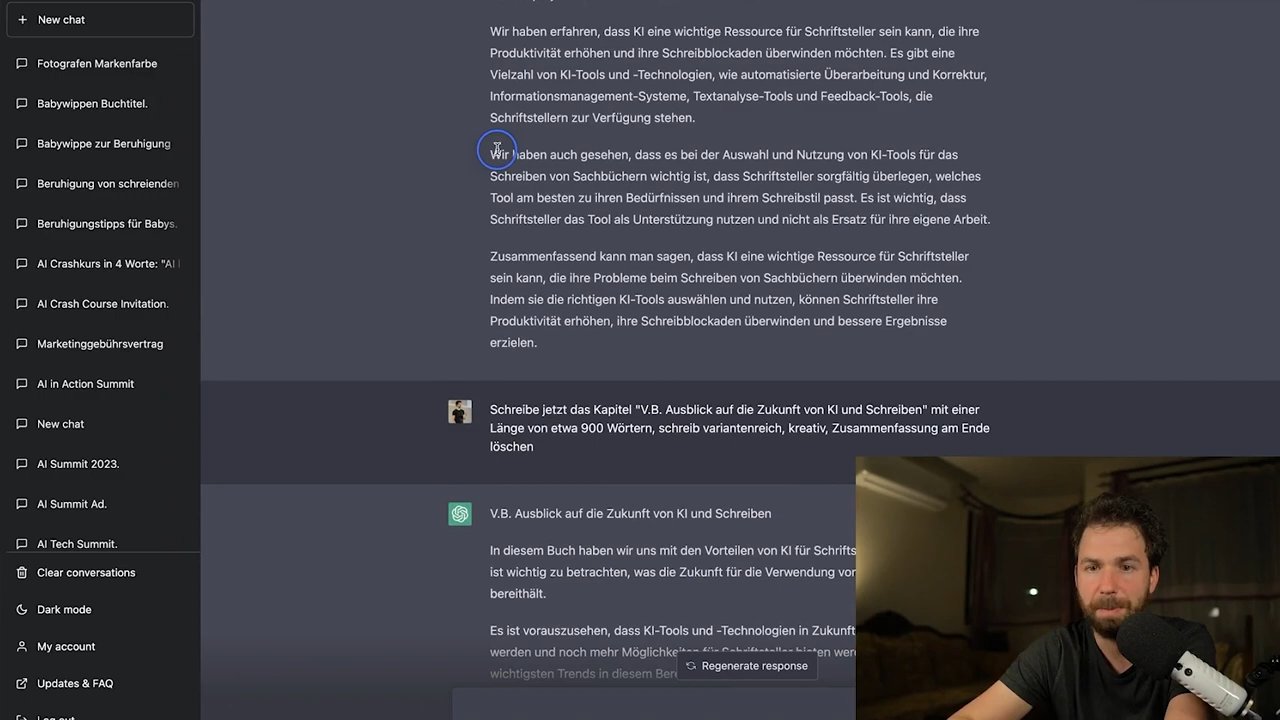 New chat
Fotografen Markenfarbe
Babywippen Buchtitel.
Babywippe zur Beruhigung
Beruhigung von schreienden
Beruhigungstipps für Babys.
AI Crashkurs in 4 Worte: "AI
AI Crash Course Invitation.
Marketinggebührsvertrag
AI in Action Summit
New chat
AI Summit 2023.
AI Summit Ad.
AI Tech Summit.
Clear conversations
Dark mode
My account
Updates & FAQ
Log out
Wir haben erfahren, dass KI eine wichtige Ressource für Schriftsteller sein kann, die ihre
Produktivität erhöhen und ihre Schreibblockaden überwinden möchten. Es gibt eine
Vielzahl von KI-Tools und -Technologien, wie automatisierte Überarbeitung und Korrektur,
Informationsmanagement-Systeme, Textanalyse-Tools und Feedback-Tools, die
Schriftstellern zur Verfügung stehen.
Wir haben auch gesehen, dass es bei der Auswahl und Nutzung von KI-Tools für das
Schreiben von Sachbüchern wichtig ist, dass Schriftsteller sorgfältig überlegen, welches
Tool am besten zu ihren Bedürfnissen und ihrem Schreibstil passt. Es ist wichtig, dass
Schriftsteller das Tool als Unterstützung nutzen und nicht als Ersatz für ihre eigene Arbeit.
Zusammenfassend kann man sagen, dass KI eine wichtige Ressource für Schriftsteller
sein kann, die ihre Probleme beim Schreiben von Sachbüchern überwinden möchten.
Indem sie die richtigen KI-Tools auswählen und nutzen, können Schriftsteller ihre
Produktivität erhöhen, ihre Schreibblockaden überwinden und bessere Ergebnisse
erzielen.
Schreibe jetzt das Kapitel "V.B. Ausblick auf die Zukunft von KI und Schreiben" mit einer
Länge von etwa 900 Wörtern, schreib variantenreich, kreativ, Zusammenfassung am Ende
löschen
V.B. Ausblick auf die Zukunft von KI und Schreiben
In diesem Buch haben wir uns mit den Vorteilen von KI für Schrifts
ist wichtig zu betrachten, was die Zukunft für die Verwendung vor
bereithält.
Es ist vorauszusehen, dass KI-Tools und -Technologien in Zukunft
werden und noch mehr Möglichkeiten für Schriftsteller bieten wer
wichtigsten Trends in diesem Bere
Regenerate response